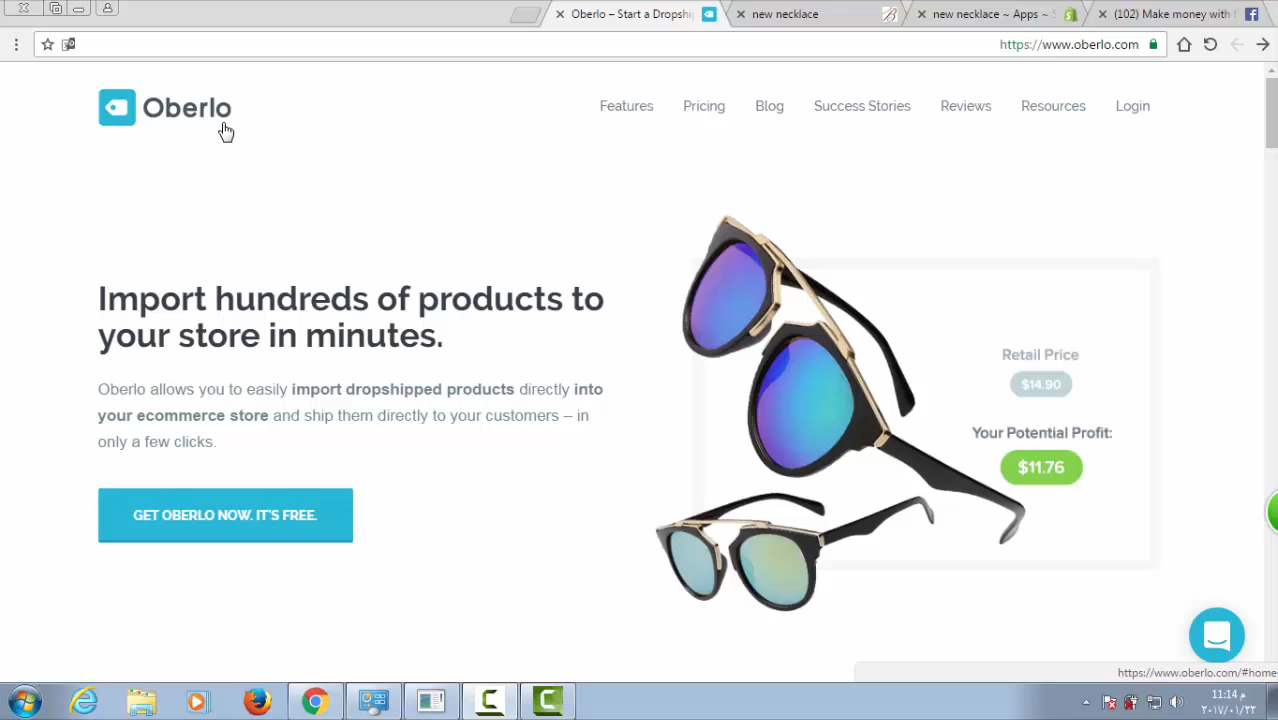 Oberlo – Start a Dropshi
new necklace
new necklace ~ Apps ~ S
(102) Make money with
https://www.oberlo.com
Oberlo
Features
Pricing
Blog
Success Stories
Reviews
Resources
Login
Import hundreds of products to
your store in minutes.
Oberlo allows you to easily import dropshipped products directly into
your ecommerce store and ship them directly to your customers – in
only a few clicks.
GET OBERLO NOW. IT'S FREE.
Retail Price
$14.90
Your Potential Profit:
$11.76
https://www.oberlo.com/#home
11:14 م
٢٠١٧/٠١/٢٢